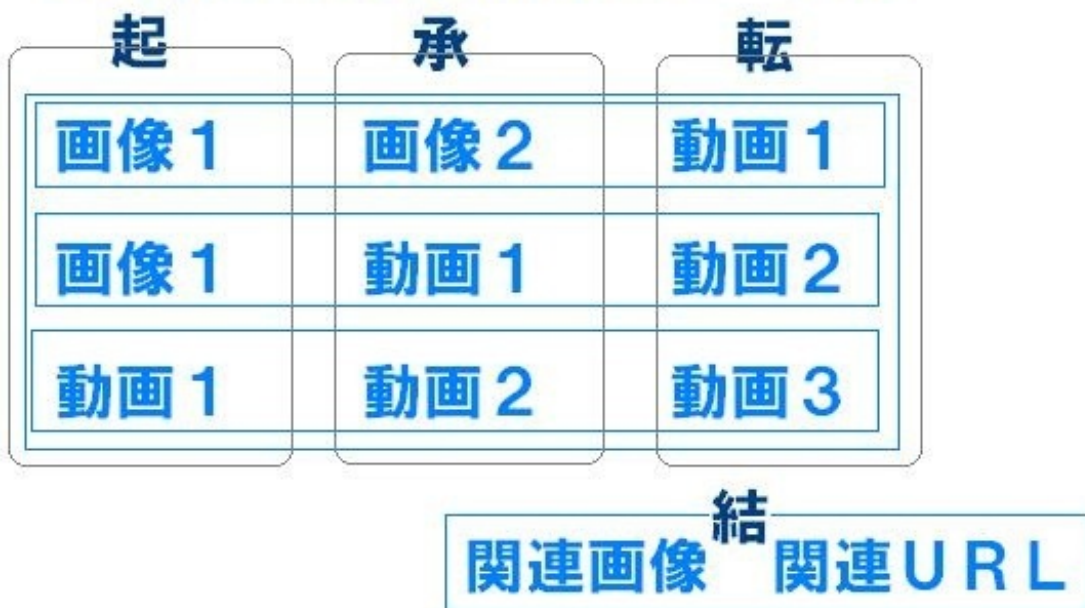 起 承 転
画像１ 画像２ 動画１
画像１ 動画１ 動画２
動画１ 動画２ 動画３
結
関連画像 関連ＵＲＬ